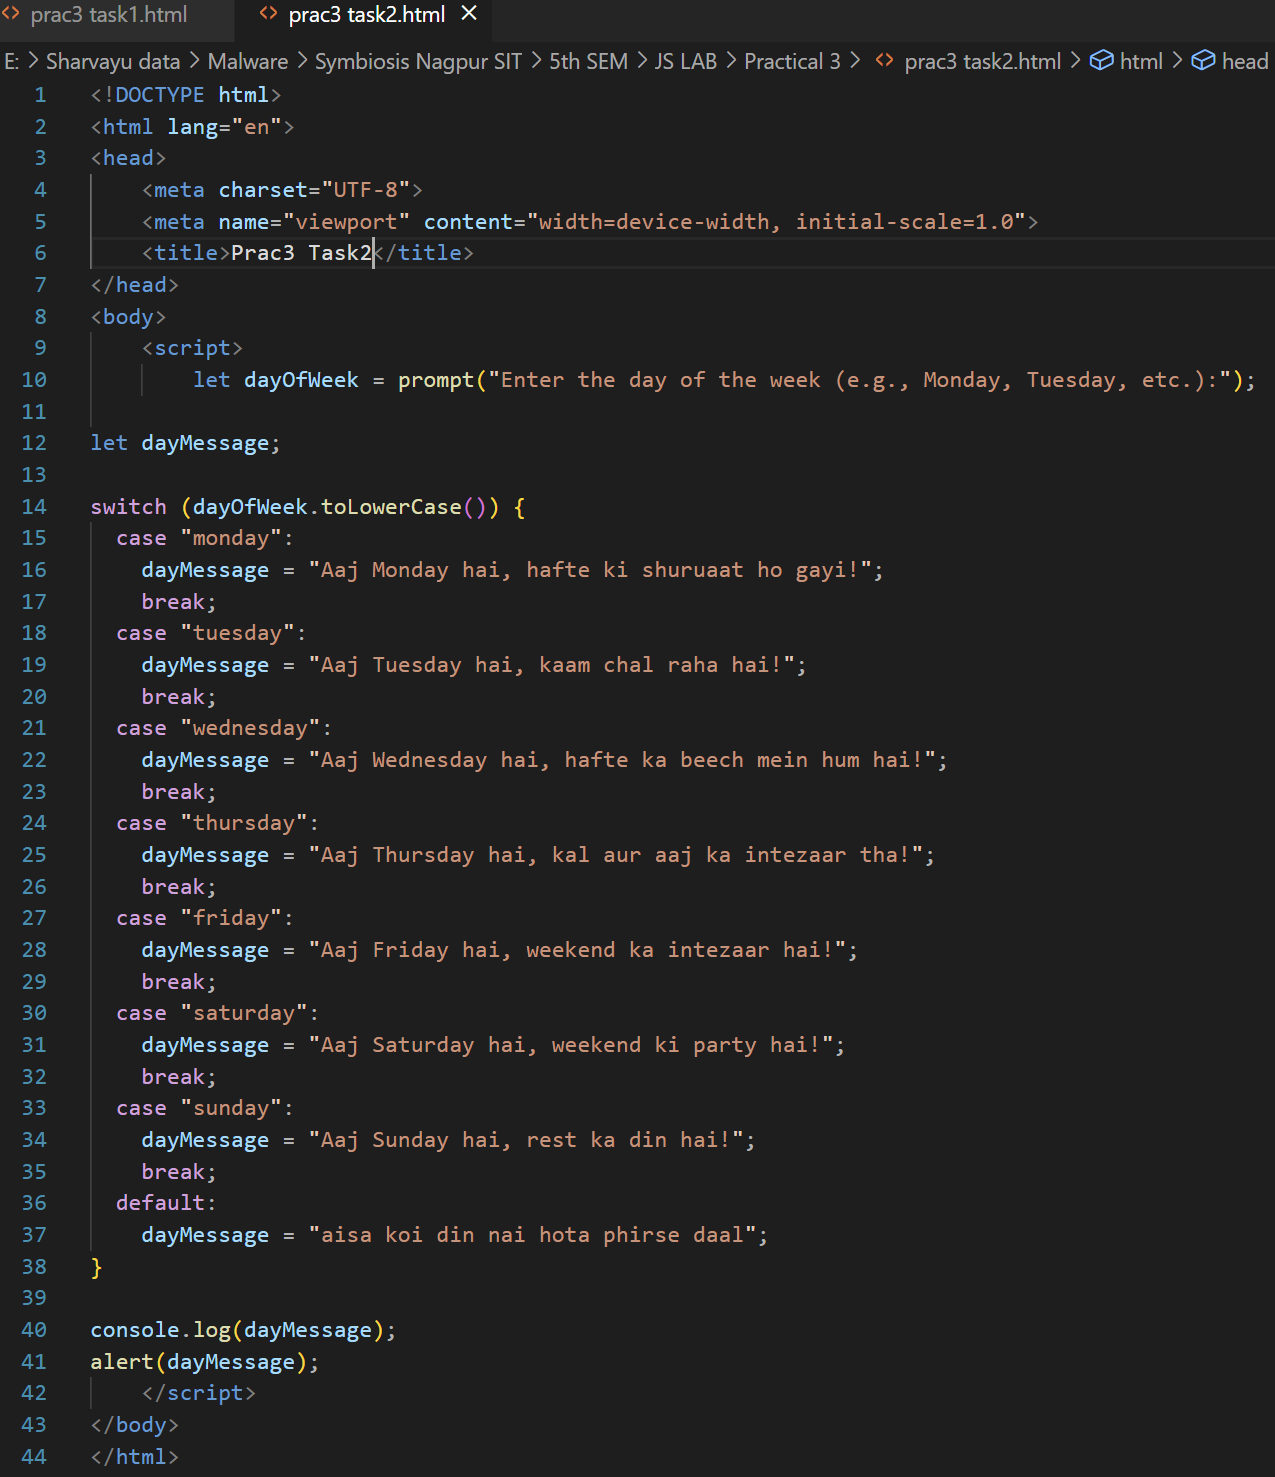 prac3 task1.html prac3 task2.html
E: > Sharvayu data > Malware > Symbiosis Nagpur SIT > 5th SEM > JS LAB > Practical 3 > prac3 task2.html > html > head
1 <!DOCTYPE html>
2 <html lang="en">
3 <head>
4     <meta charset="UTF-8">
5     <meta name="viewport" content="width=device-width, initial-scale=1.0">
6     <title>Prac3 Task2</title>
7 </head>
8 <body>
9     <script>
10         let dayOfWeek = prompt("Enter the day of the week (e.g., Monday, Tuesday, etc.):");
11
12 let dayMessage;
13
14 switch (dayOfWeek.toLowerCase()) {
15   case "monday":
16     dayMessage = "Aaj Monday hai, hafte ki shuruaat ho gayi!";
17     break;
18   case "tuesday":
19     dayMessage = "Aaj Tuesday hai, kaam chal raha hai!";
20     break;
21   case "wednesday":
22     dayMessage = "Aaj Wednesday hai, hafte ka beech mein hum hai!";
23     break;
24   case "thursday":
25     dayMessage = "Aaj Thursday hai, kal aur aaj ka intezaar tha!";
26     break;
27   case "friday":
28     dayMessage = "Aaj Friday hai, weekend ka intezaar hai!";
29     break;
30   case "saturday":
31     dayMessage = "Aaj Saturday hai, weekend ki party hai!";
32     break;
33   case "sunday":
34     dayMessage = "Aaj Sunday hai, rest ka din hai!";
35     break;
36   default:
37     dayMessage = "aisa koi din nai hota phirse daal";
38 }
39
40 console.log(dayMessage);
41 alert(dayMessage);
42     </script>
43 </body>
44 </html>